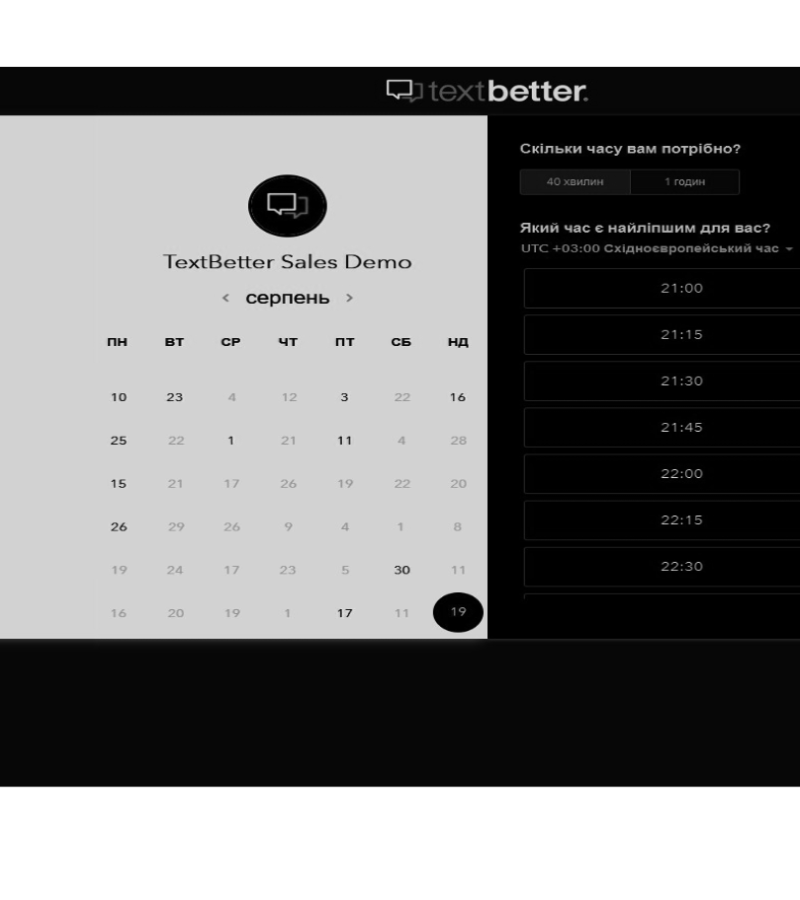 textbetter.
TextBetter Sales Demo
< серпень >
ПН ВТ СР ЧТ ПТ СБ НД
10 23 4 12 3 22 16
25 22 1 21 11 4 28
15 21 17 26 19 22 20
26 29 26 9 4 1 8
19 24 17 23 5 30 11
16 20 19 1 17 11 19
Скільки часу вам потрібно?
40 хвилин 1 годин
Який час є найліпшим для вас?
UTC +03:00 Східноєвропейський час
21:00
21:15
21:30
21:45
22:00
22:15
22:30